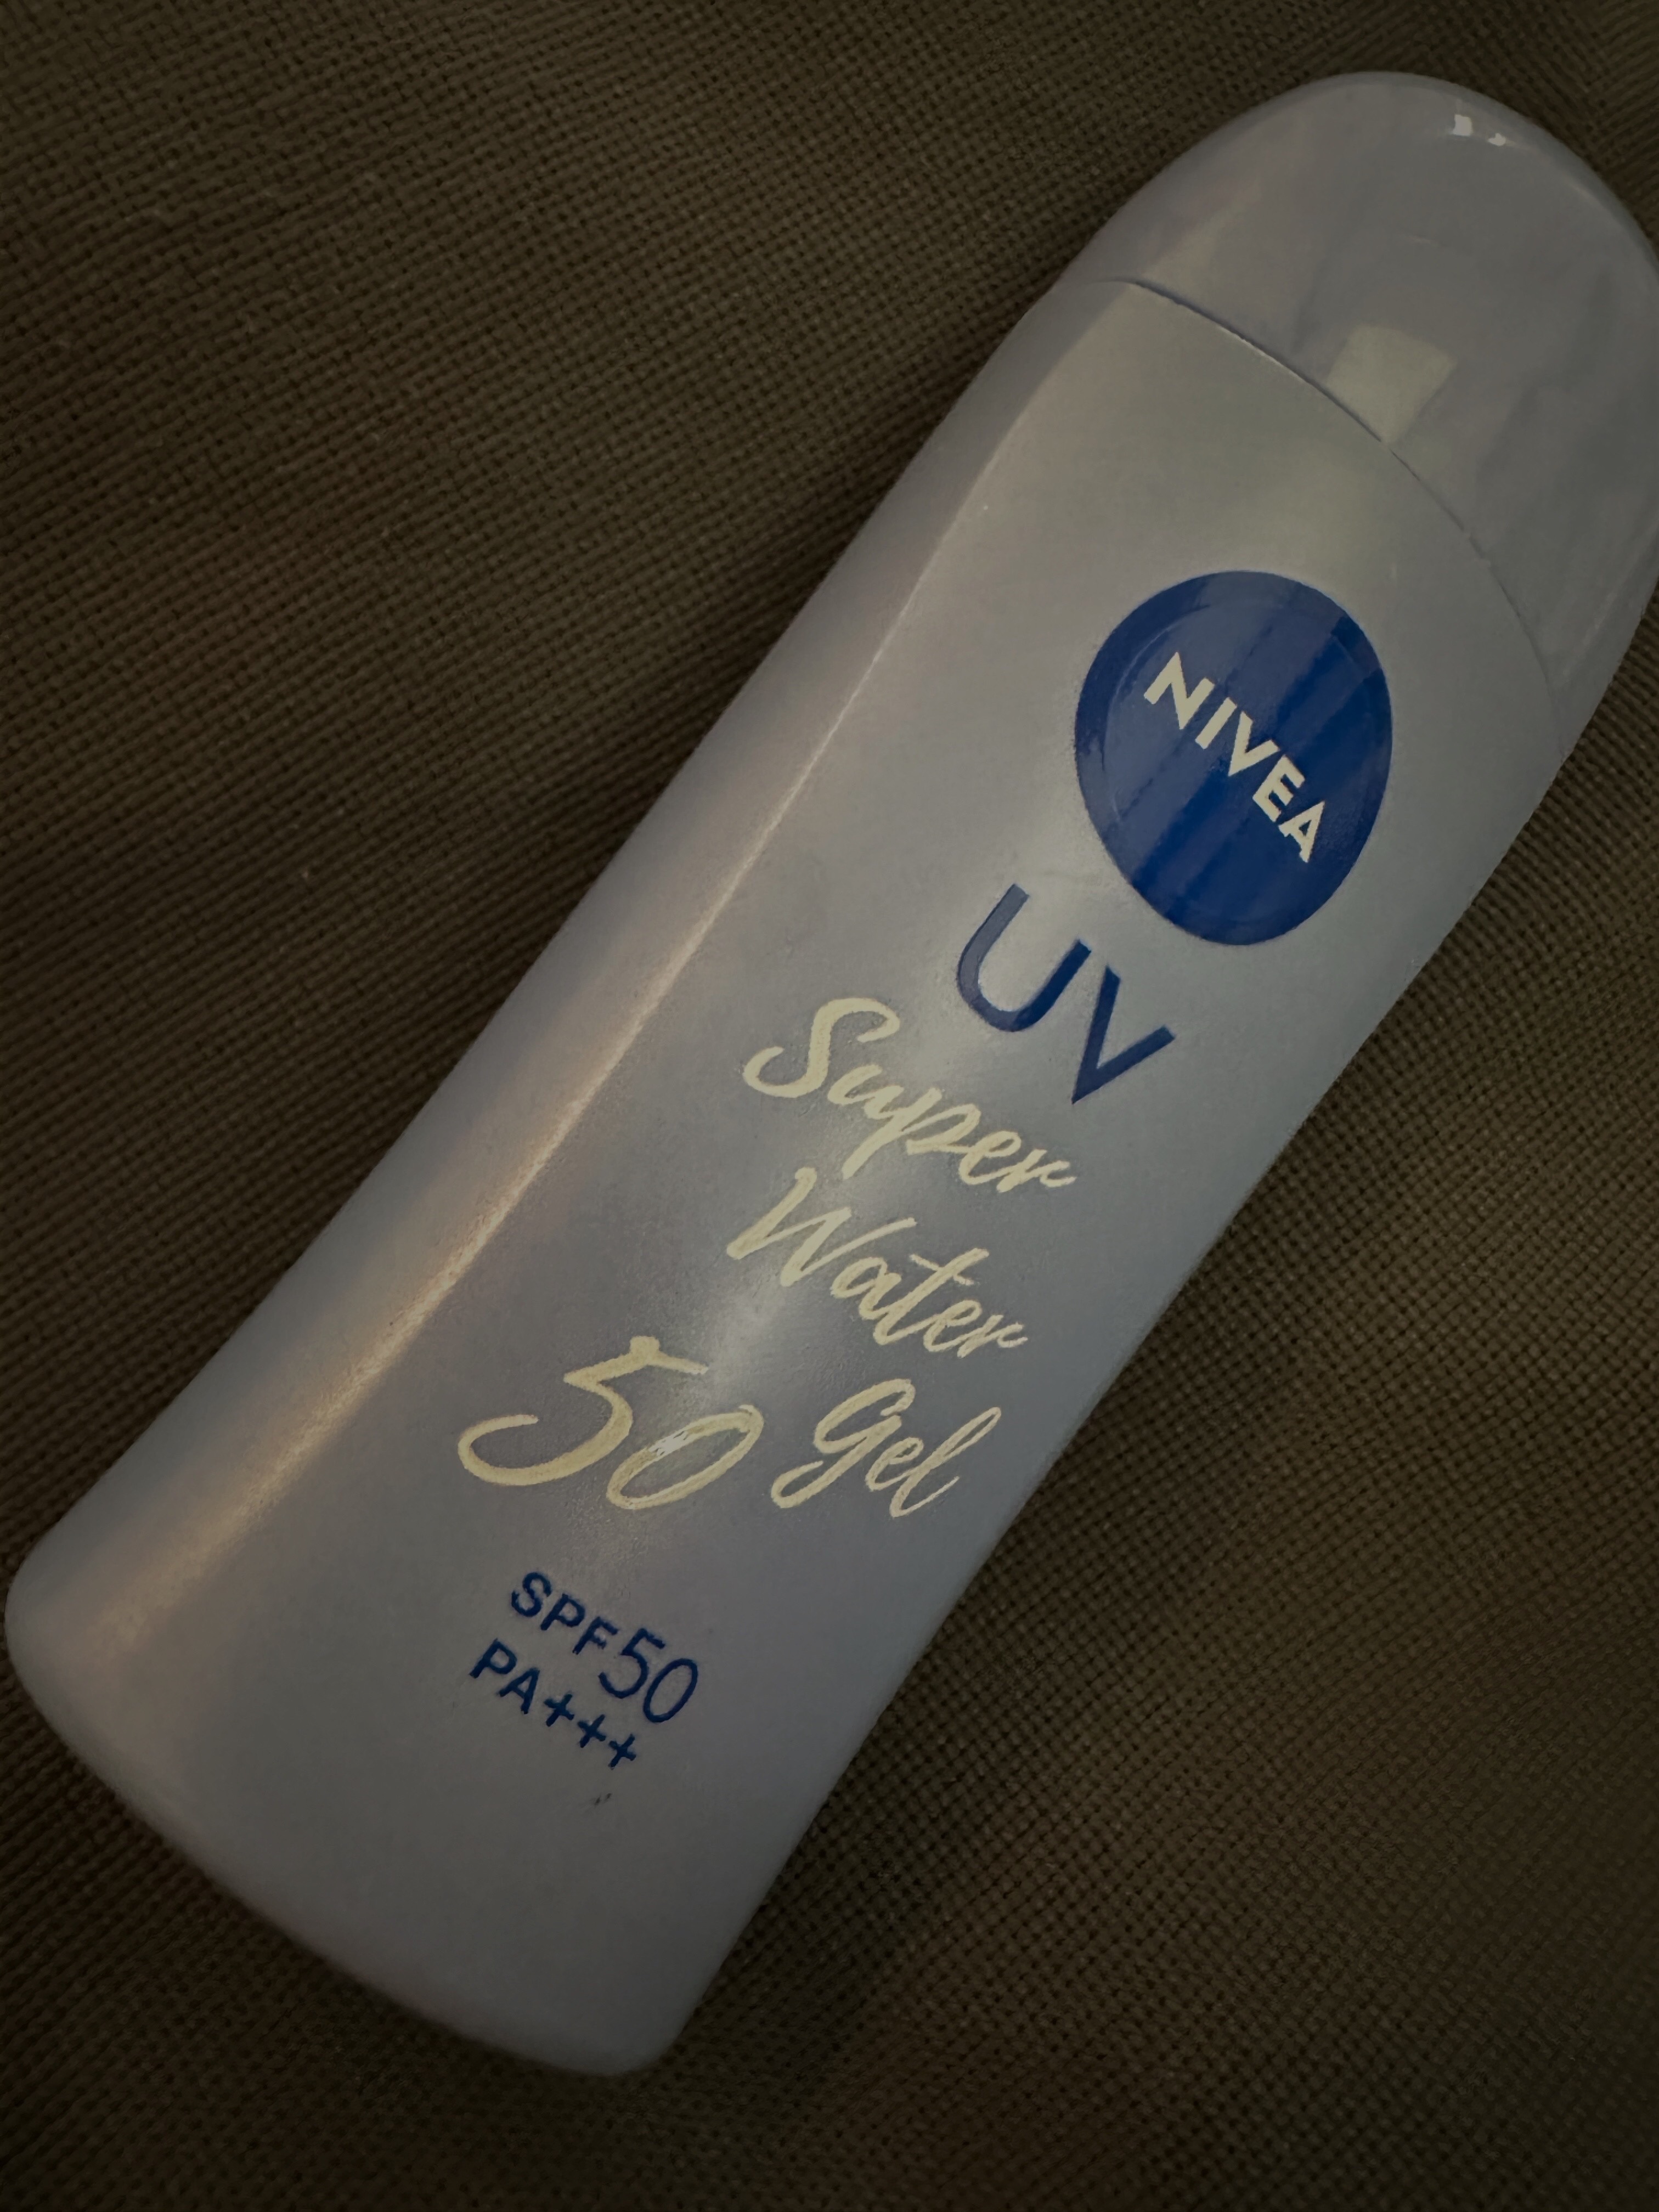 NIVEA
UV
Super
Water
50 Gel
SPF50
PA+++